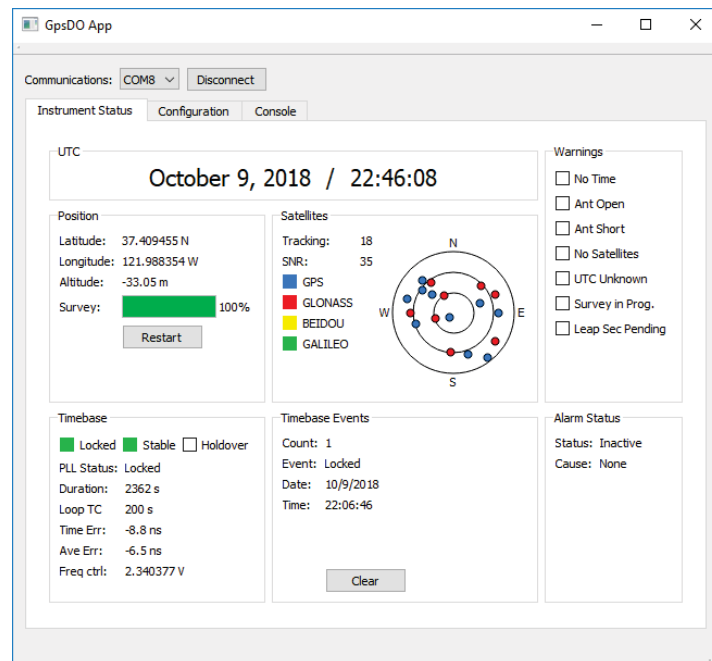 GpsDO App
Communications: COM8 Disconnect
Instrument Status Configuration Console
UTC
October 9, 2018 / 22:46:08
Position
Latitude: 37.409455 N
Longitude: 121.988354 W
Altitude: -33.05 m
Survey: 100%
Restart
Satellites
Tracking: 18
SNR: 35
GPS
GLONASS
BEIDOU
GALILEO
N
W E
S
Warnings
No Time
Ant Open
Ant Short
No Satellites
UTC Unknown
Survey in Prog.
Leap Sec Pending
Timebase
Locked Stable Holdover
PLL Status: Locked
Duration: 2362 s
Loop TC 200 s
Time Err: -8.8 ns
Ave Err: -6.5 ns
Freq ctrl: 2.340377 V
Timebase Events
Count: 1
Event: Locked
Date: 10/9/2018
Time: 22:06:46
Clear
Alarm Status
Status: Inactive
Cause: None